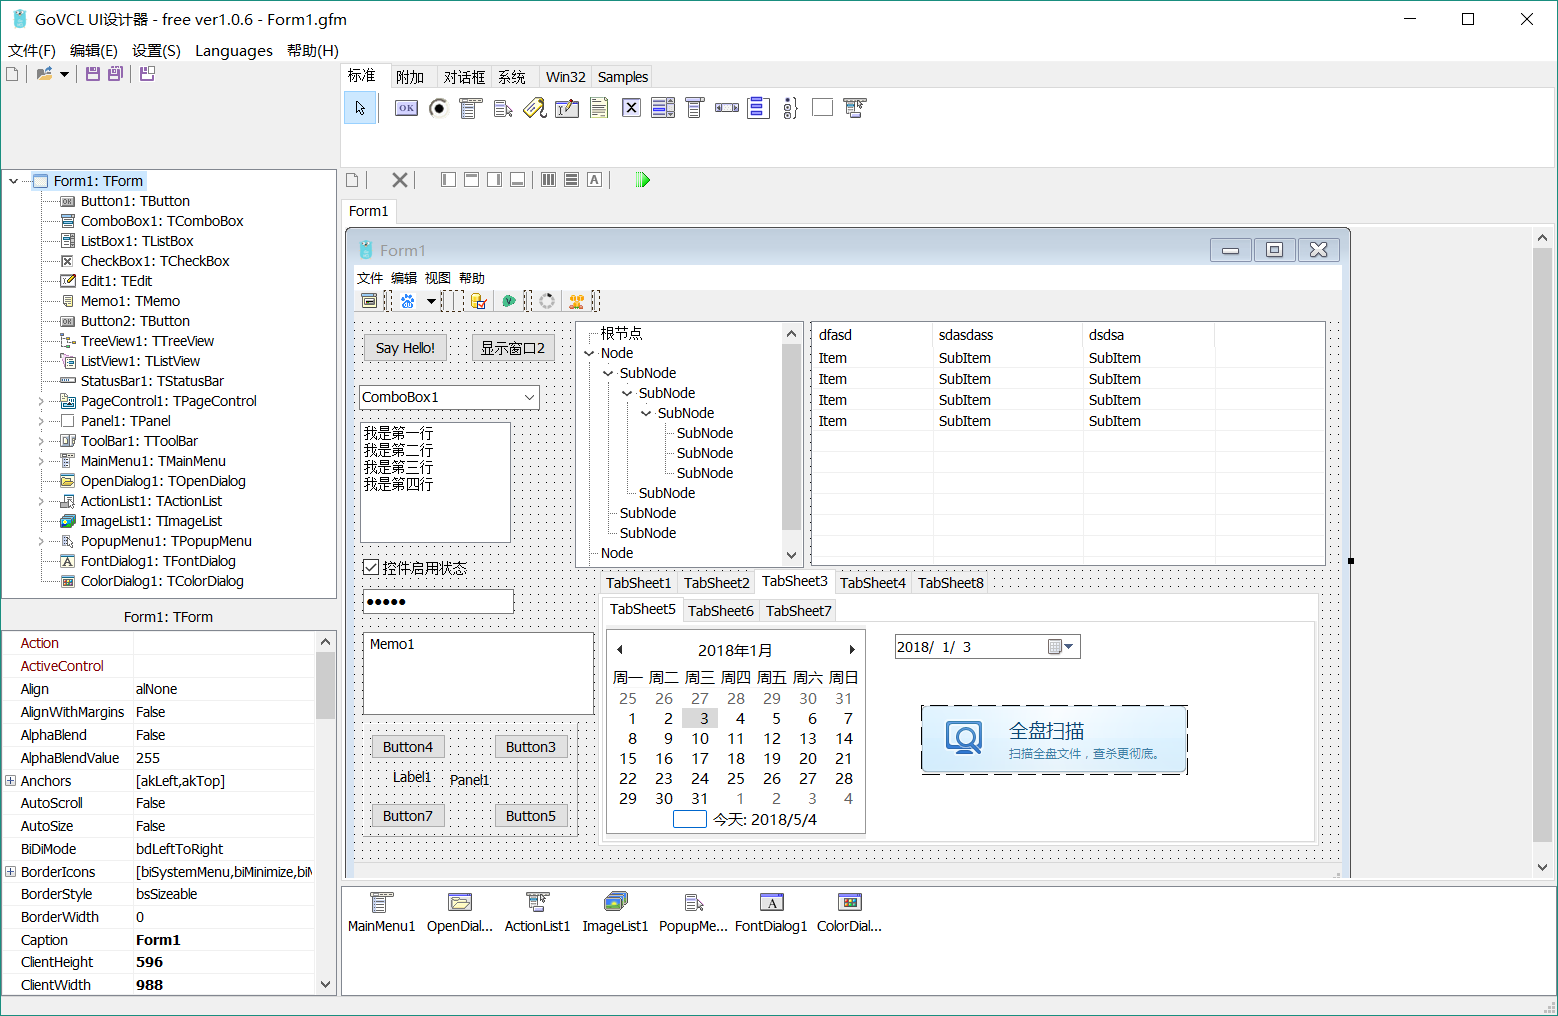 GoVCL UI设计器 - free ver1.0.6 - Form1.gfm
文件(F) 编辑(E) 设置(S) Languages 帮助(H)
标准 附加 对话框 系统 Win32 Samples
OK
Form1: TForm
Button1: TButton
ComboBox1: TComboBox
ListBox1: TListBox
CheckBox1: TCheckBox
Edit1: TEdit
Memo1: TMemo
Button2: TButton
TreeView1: TTreeView
ListView1: TListView
StatusBar1: TStatusBar
PageControl1: TPageControl
Panel1: TPanel
ToolBar1: TToolBar
MainMenu1: TMainMenu
OpenDialog1: TOpenDialog
ActionList1: TActionList
ImageList1: TImageList
PopupMenu1: TPopupMenu
FontDialog1: TFontDialog
ColorDialog1: TColorDialog
Form1: TForm
Action
ActiveControl
Align alNone
AlignWithMargins False
AlphaBlend False
AlphaBlendValue 255
Anchors [akLeft,akTop]
AutoScroll False
AutoSize False
BiDiMode bdLeftToRight
BorderIcons [biSystemMenu,biMinimize,biM
BorderStyle bsSizeable
BorderWidth 0
Caption Form1
ClientHeight 596
ClientWidth 988
Form1
Form1
文件 编辑 视图 帮助
Say Hello! 显示窗口2
ComboBox1
我是第一行
我是第二行
我是第三行
我是第四行
控件启用状态
●●●●●
Memo1
Button4 Button3
Label1 Panel1
Button7 Button5
根节点
Node
SubNode
SubNode
SubNode
SubNode
SubNode
SubNode
SubNode
SubNode
SubNode
Node
dfasd sdasdass dsdsa
Item SubItem SubItem
Item SubItem SubItem
Item SubItem SubItem
Item SubItem SubItem
TabSheet1 TabSheet2 TabSheet3 TabSheet4 TabSheet8
TabSheet5 TabSheet6 TabSheet7
2018年1月
周一 周二 周三 周四 周五 周六 周日
25 26 27 28 29 30 31
1 2 3 4 5 6 7
8 9 10 11 12 13 14
15 16 17 18 19 20 21
22 23 24 25 26 27 28
29 30 31 1 2 3 4
今天: 2018/5/4
2018/ 1/ 3
全盘扫描
扫描全盘文件，查杀更彻底。
MainMenu1 OpenDial... ActionList1 ImageList1 PopupMe... FontDialog1 ColorDial...